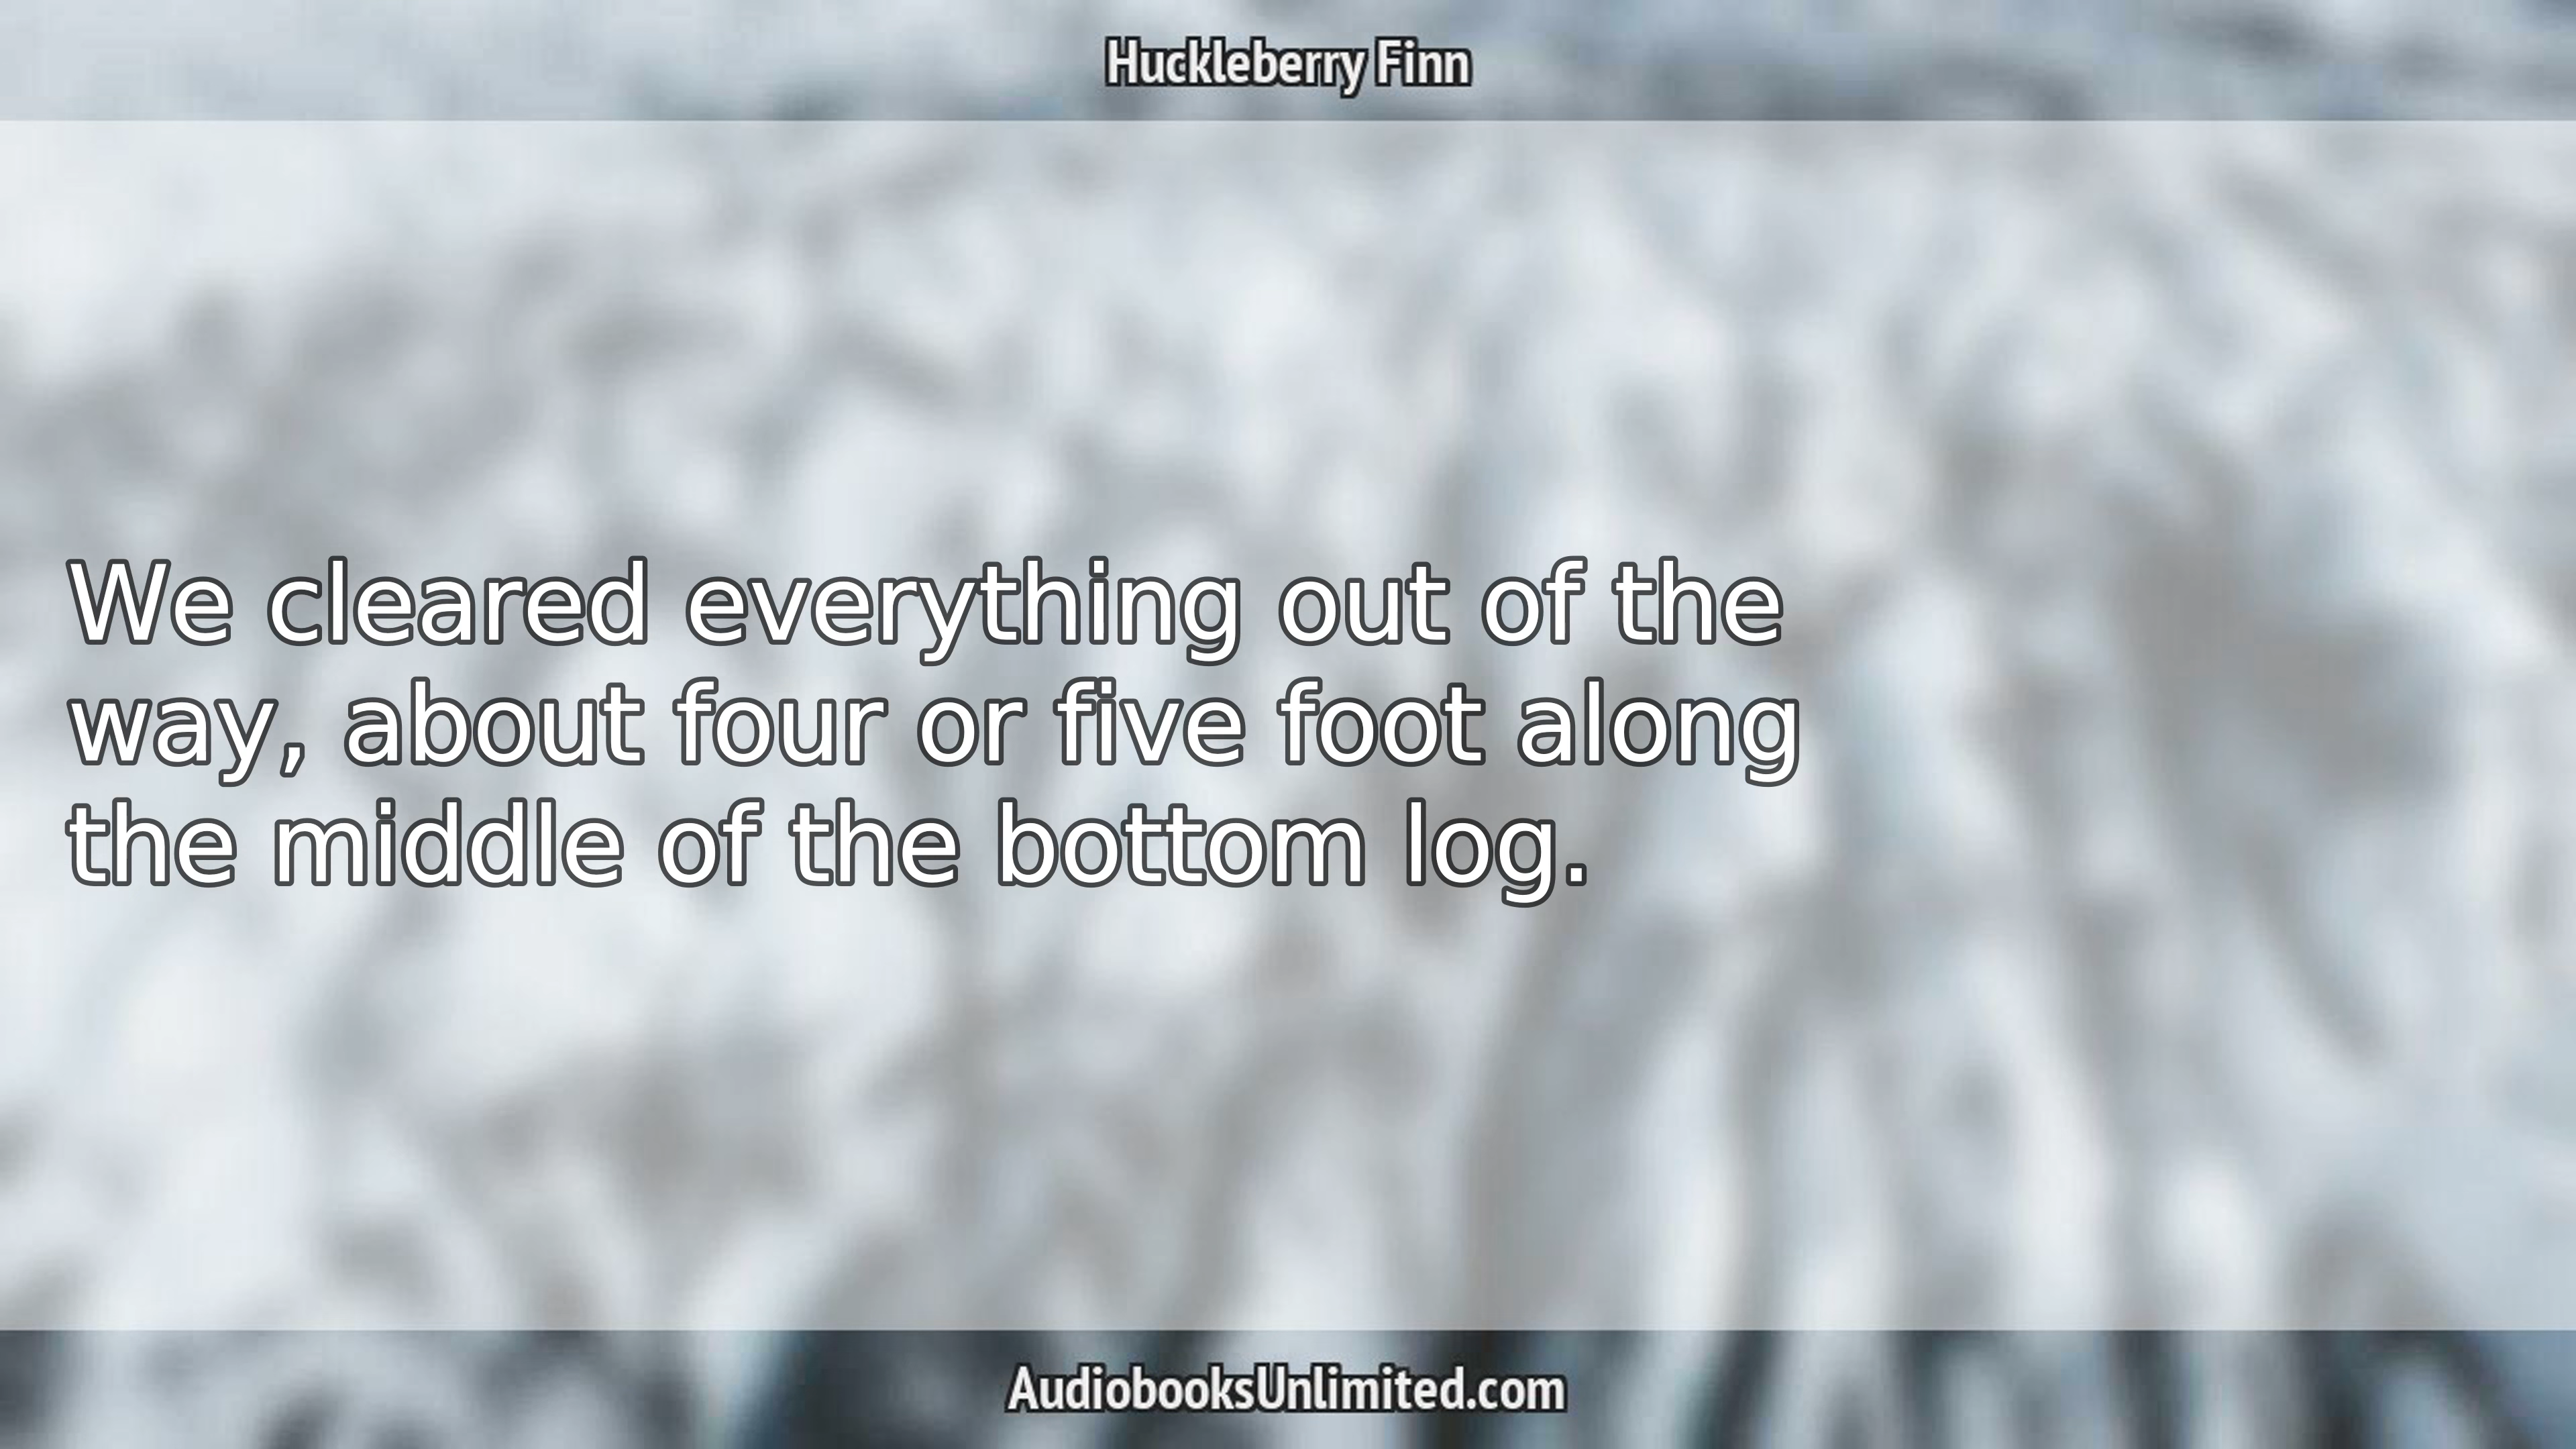 Huckleberry Finn
We cleared everything out of the
way, about four or five foot along
the middle of the bottom log.
AudiobooksUnlimited.com